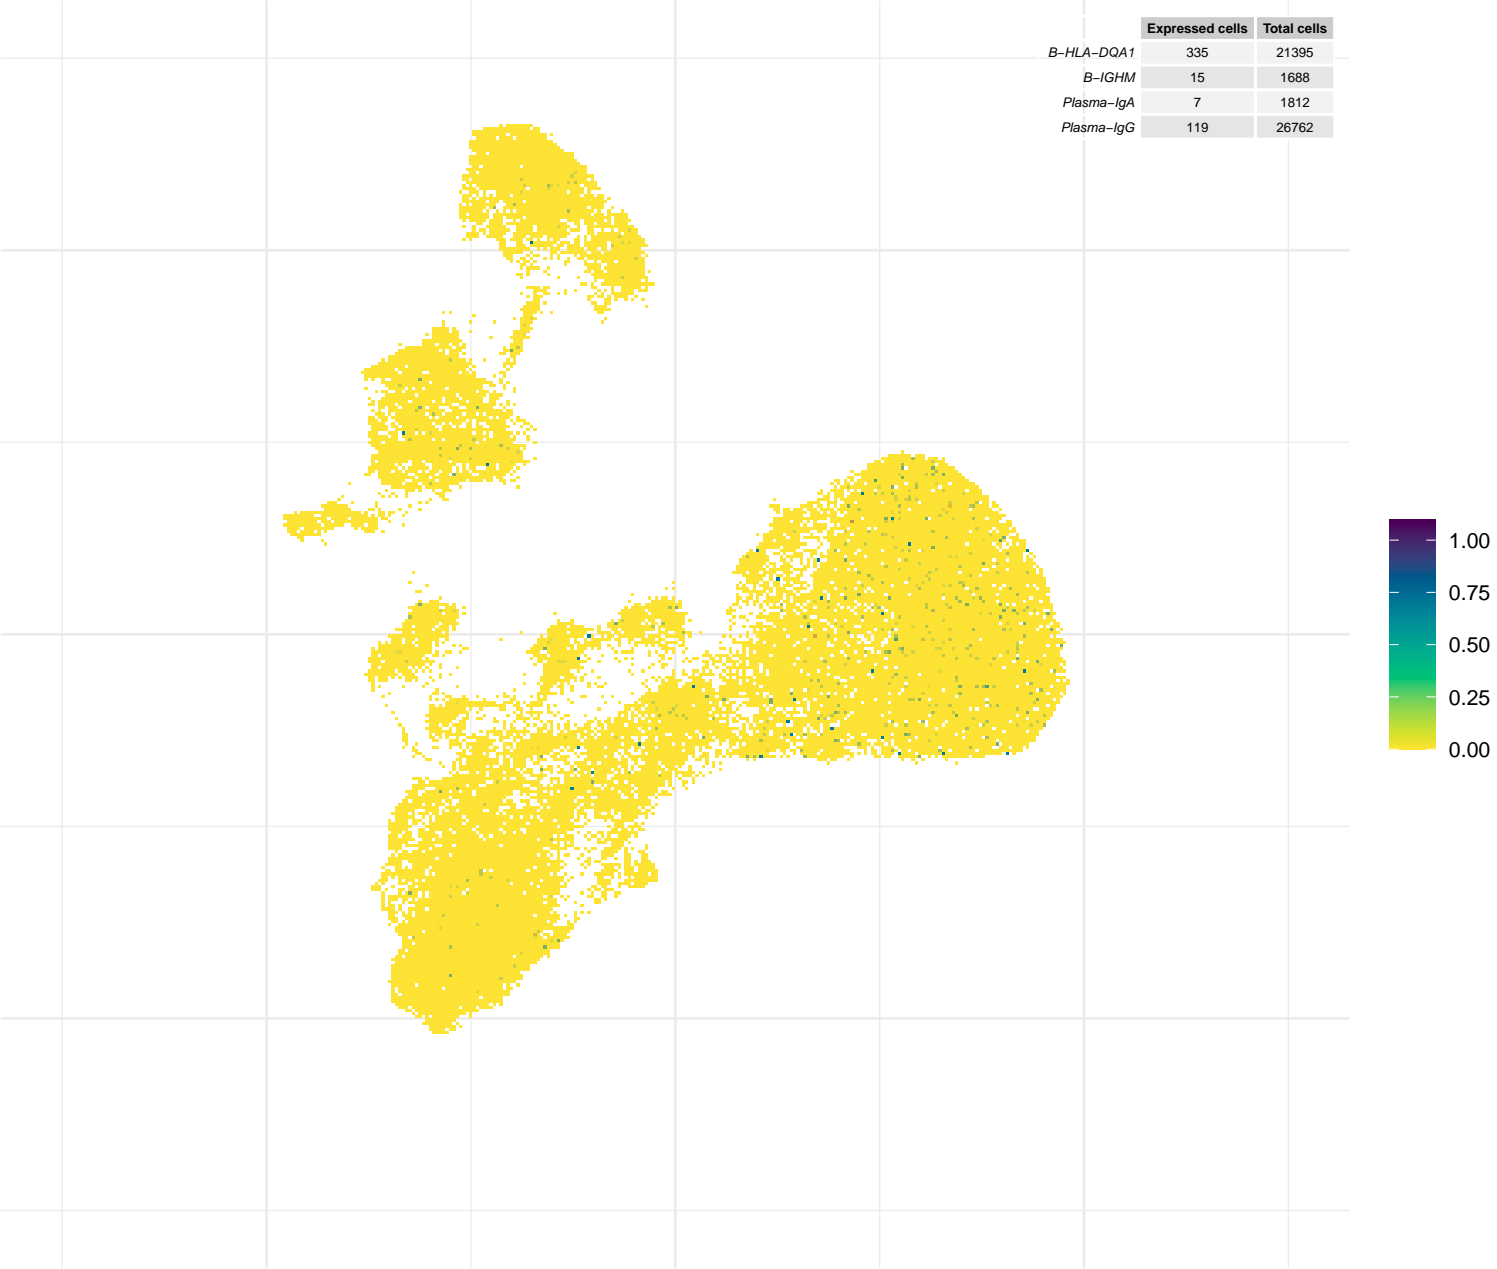 Expressed cells Total cells
B−HLA−DQA1 335 21395
B−IGHM 15 1688
Plasma−IgA 7 1812
Plasma−IgG 119 26762
1.00
0.75
0.50
0.25
0.00